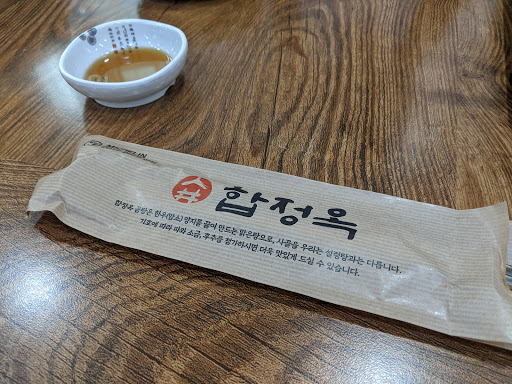 MICHELIN
합정옥
합정옥 곰탕은 한우(암소) 양지를 끓여 만드는 맑은탕으로, 사골을 우리는 설렁탕과는 다릅니다.
기호에 따라 파와 소금, 후추를 첨가하시면 더욱 맛있게 드실 수 있습니다.